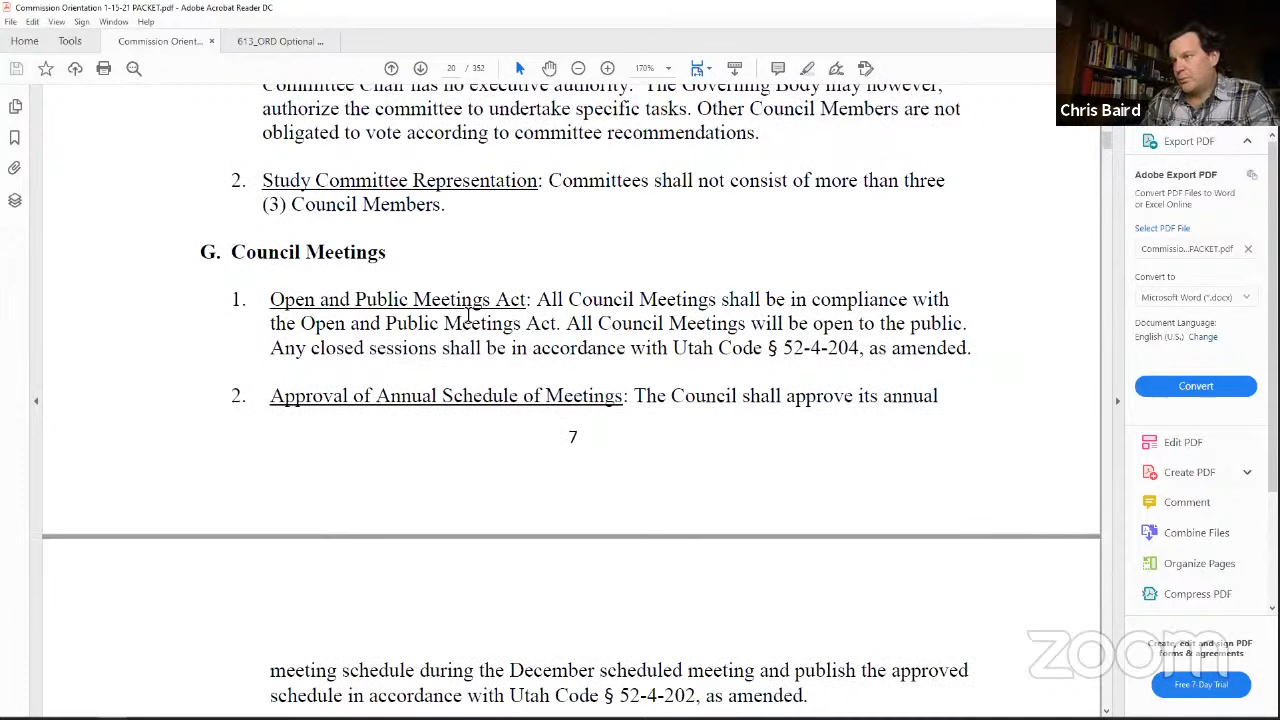 Commission Orientation 1-15-21 PACKET.pdf - Adobe Acrobat Reader DC
File Edit View Sign Window Help
Home Tools Commission Orient... × 613_ORD Optional ...
20 / 352 170%
Chris Baird
Committee Chair has no executive authority. The Governing Body may however,
authorize the committee to undertake specific tasks. Other Council Members are not
obligated to vote according to committee recommendations.
2. Study Committee Representation: Committees shall not consist of more than three
(3) Council Members.
G. Council Meetings
1. Open and Public Meetings Act: All Council Meetings shall be in compliance with
the Open and Public Meetings Act. All Council Meetings will be open to the public.
Any closed sessions shall be in accordance with Utah Code § 52-4-204, as amended.
2. Approval of Annual Schedule of Meetings: The Council shall approve its annual
7
meeting schedule during the December scheduled meeting and publish the approved
schedule in accordance with Utah Code § 52-4-202, as amended.
Export PDF
Adobe Export PDF
Convert PDF Files to Word
or Excel Online
Select PDF File
Commissio...PACKET.pdf ×
Convert to
Microsoft Word (*.docx)
Document Language:
English (U.S.) Change
Convert
Edit PDF
Create PDF
Comment
Combine Files
Organize Pages
Compress PDF
Create, edit and sign PDF
forms & agreements
Free 7-Day Trial
zoom